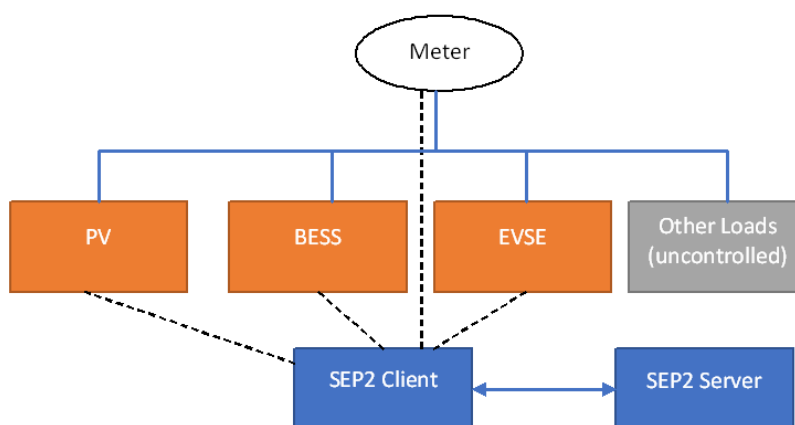 Meter
PV
BESS
EVSE
Other Loads
(uncontrolled)
SEP2 Client
SEP2 Server